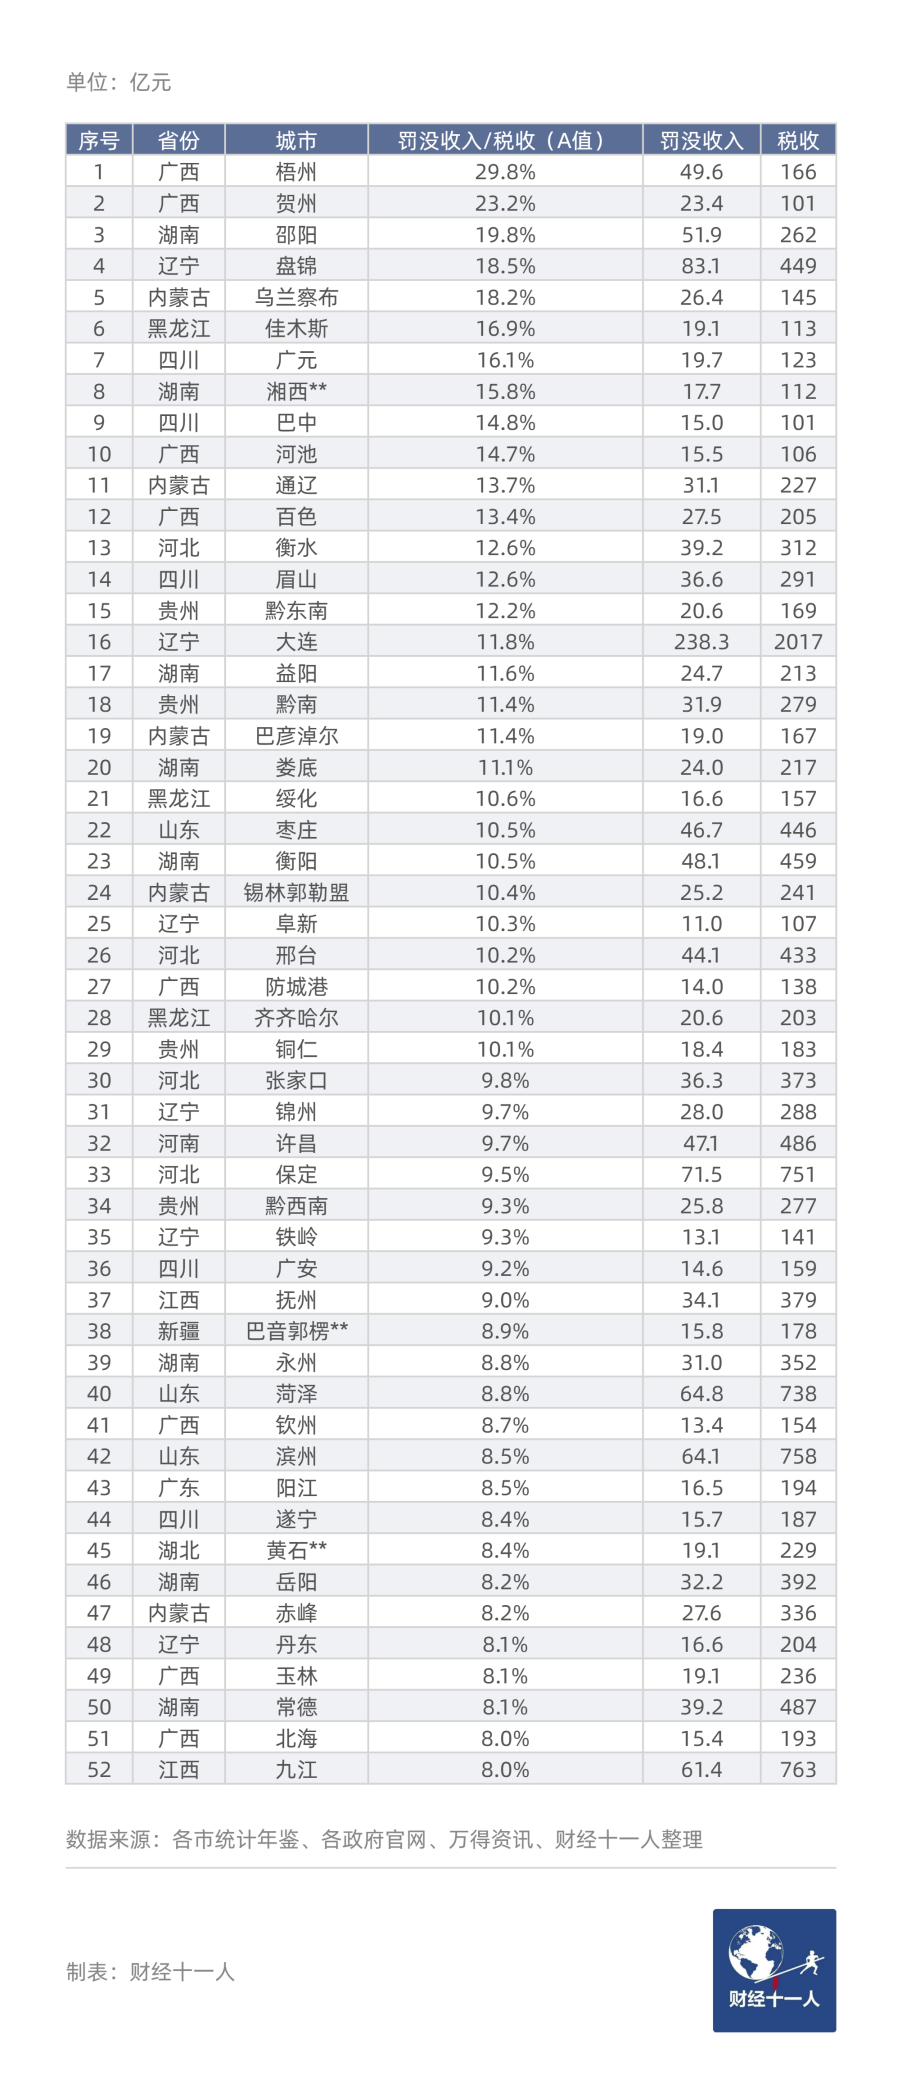 单位：亿元
序号 省份 城市 罚没收入/税收（A值） 罚没收入 税收
1 广西 梧州 29.8% 49.6 166
2 广西 贺州 23.2% 23.4 101
3 湖南 邵阳 19.8% 51.9 262
4 辽宁 盘锦 18.5% 83.1 449
5 内蒙古 乌兰察布 18.2% 26.4 145
6 黑龙江 佳木斯 16.9% 19.1 113
7 四川 广元 16.1% 19.7 123
8 湖南 湘西** 15.8% 17.7 112
9 四川 巴中 14.8% 15.0 101
10 广西 河池 14.7% 15.5 106
11 内蒙古 通辽 13.7% 31.1 227
12 广西 百色 13.4% 27.5 205
13 河北 衡水 12.6% 39.2 312
14 四川 眉山 12.6% 36.6 291
15 贵州 黔东南 12.2% 20.6 169
16 辽宁 大连 11.8% 238.3 2017
17 湖南 益阳 11.6% 24.7 213
18 贵州 黔南 11.4% 31.9 279
19 内蒙古 巴彦淖尔 11.4% 19.0 167
20 湖南 娄底 11.1% 24.0 217
21 黑龙江 绥化 10.6% 16.6 157
22 山东 枣庄 10.5% 46.7 446
23 湖南 衡阳 10.5% 48.1 459
24 内蒙古 锡林郭勒盟 10.4% 25.2 241
25 辽宁 阜新 10.3% 11.0 107
26 河北 邢台 10.2% 44.1 433
27 广西 防城港 10.2% 14.0 138
28 黑龙江 齐齐哈尔 10.1% 20.6 203
29 贵州 铜仁 10.1% 18.4 183
30 河北 张家口 9.8% 36.3 373
31 辽宁 锦州 9.7% 28.0 288
32 河南 许昌 9.7% 47.1 486
33 河北 保定 9.5% 71.5 751
34 贵州 黔西南 9.3% 25.8 277
35 辽宁 铁岭 9.3% 13.1 141
36 四川 广安 9.2% 14.6 159
37 江西 抚州 9.0% 34.1 379
38 新疆 巴音郭楞** 8.9% 15.8 178
39 湖南 永州 8.8% 31.0 352
40 山东 菏泽 8.8% 64.8 738
41 广西 钦州 8.7% 13.4 154
42 山东 滨州 8.5% 64.1 758
43 广东 阳江 8.5% 16.5 194
44 四川 遂宁 8.4% 15.7 187
45 湖北 黄石** 8.4% 19.1 229
46 湖南 岳阳 8.2% 32.2 392
47 内蒙古 赤峰 8.2% 27.6 336
48 辽宁 丹东 8.1% 16.6 204
49 广西 玉林 8.1% 19.1 236
50 湖南 常德 8.1% 39.2 487
51 广西 北海 8.0% 15.4 193
52 江西 九江 8.0% 61.4 763
数据来源：各市统计年鉴、各政府官网、万得资讯、财经十一人整理
制表：财经十一人
财经十一人